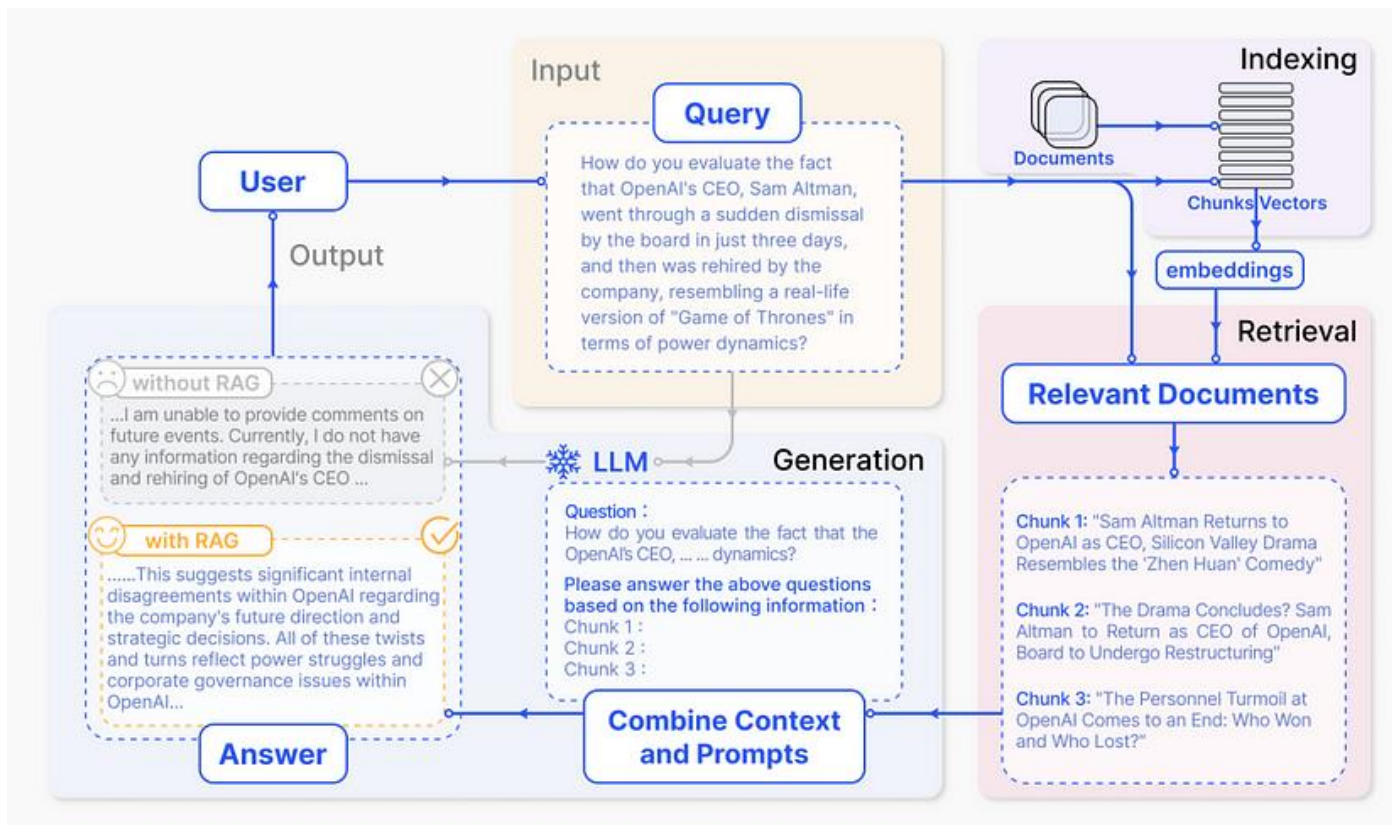 Input
Query
How do you evaluate the fact
that OpenAI's CEO, Sam Altman,
went through a sudden dismissal
by the board in just three days,
and then was rehired by the
company, resembling a real-life
version of "Game of Thrones" in
terms of power dynamics?
Indexing
Documents
Chunks Vectors
embeddings
User
Output
Retrieval
Relevant Documents
Chunk 1: "Sam Altman Returns to
OpenAI as CEO, Silicon Valley Drama
Resembles the 'Zhen Huan' Comedy"
Chunk 2: "The Drama Concludes? Sam
Altman to Return as CEO of OpenAI,
Board to Undergo Restructuring"
Chunk 3: "The Personnel Turmoil at
OpenAI Comes to an End: Who Won
and Who Lost?"
LLM
Generation
Question :
How do you evaluate the fact that the
OpenAI's CEO, ... ... dynamics?
Please answer the above questions
based on the following information :
Chunk 1 :
Chunk 2 :
Chunk 3 :
Combine Context
and Prompts
without RAG
...I am unable to provide comments on
future events. Currently, I do not have
any information regarding the dismissal
and rehiring of OpenAI's CEO ...
with RAG
......This suggests significant internal
disagreements within OpenAI regarding
the company's future direction and
strategic decisions. All of these twists
and turns reflect power struggles and
corporate governance issues within
OpenAI...
Answer